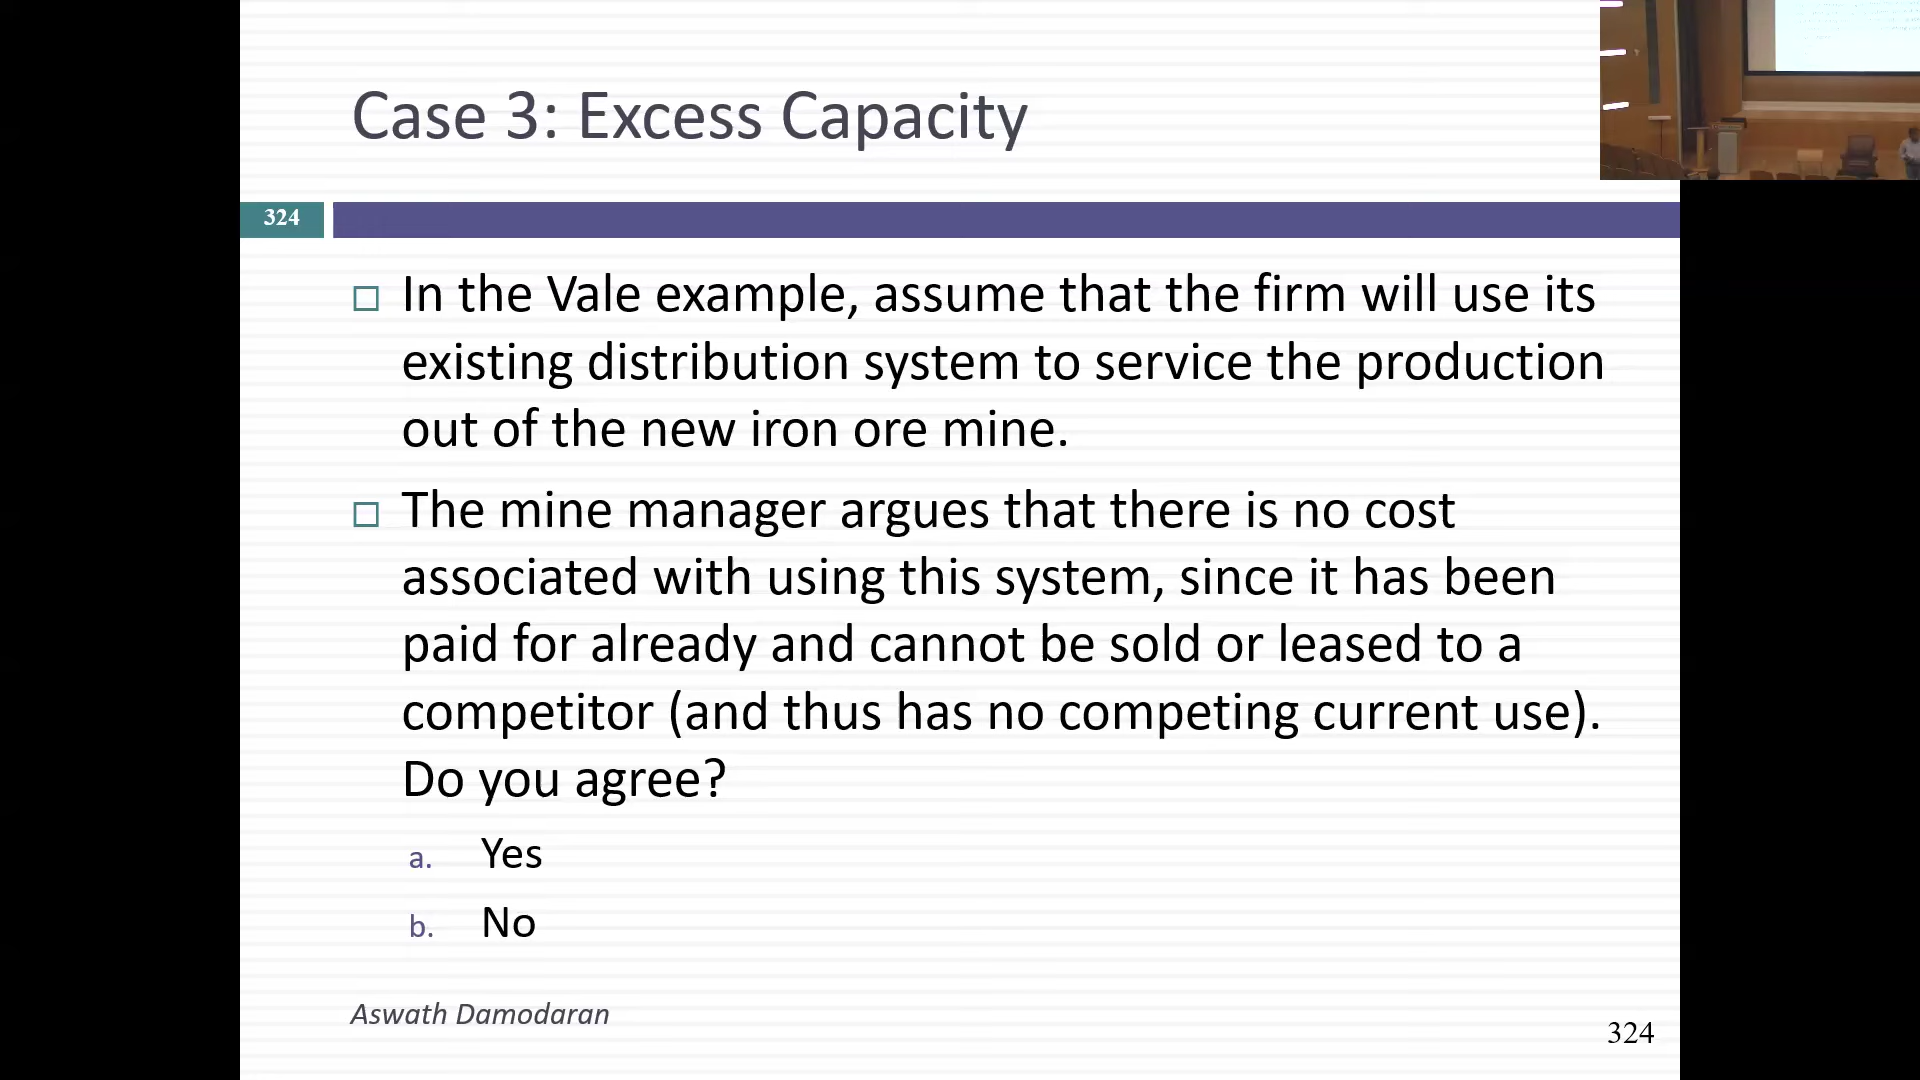 Case 3: Excess Capacity
324
In the Vale example, assume that the firm will use its
existing distribution system to service the production
out of the new iron ore mine.
The mine manager argues that there is no cost
associated with using this system, since it has been
paid for already and cannot be sold or leased to a
competitor (and thus has no competing current use).
Do you agree?
a. Yes
b. No
Aswath Damodaran
324